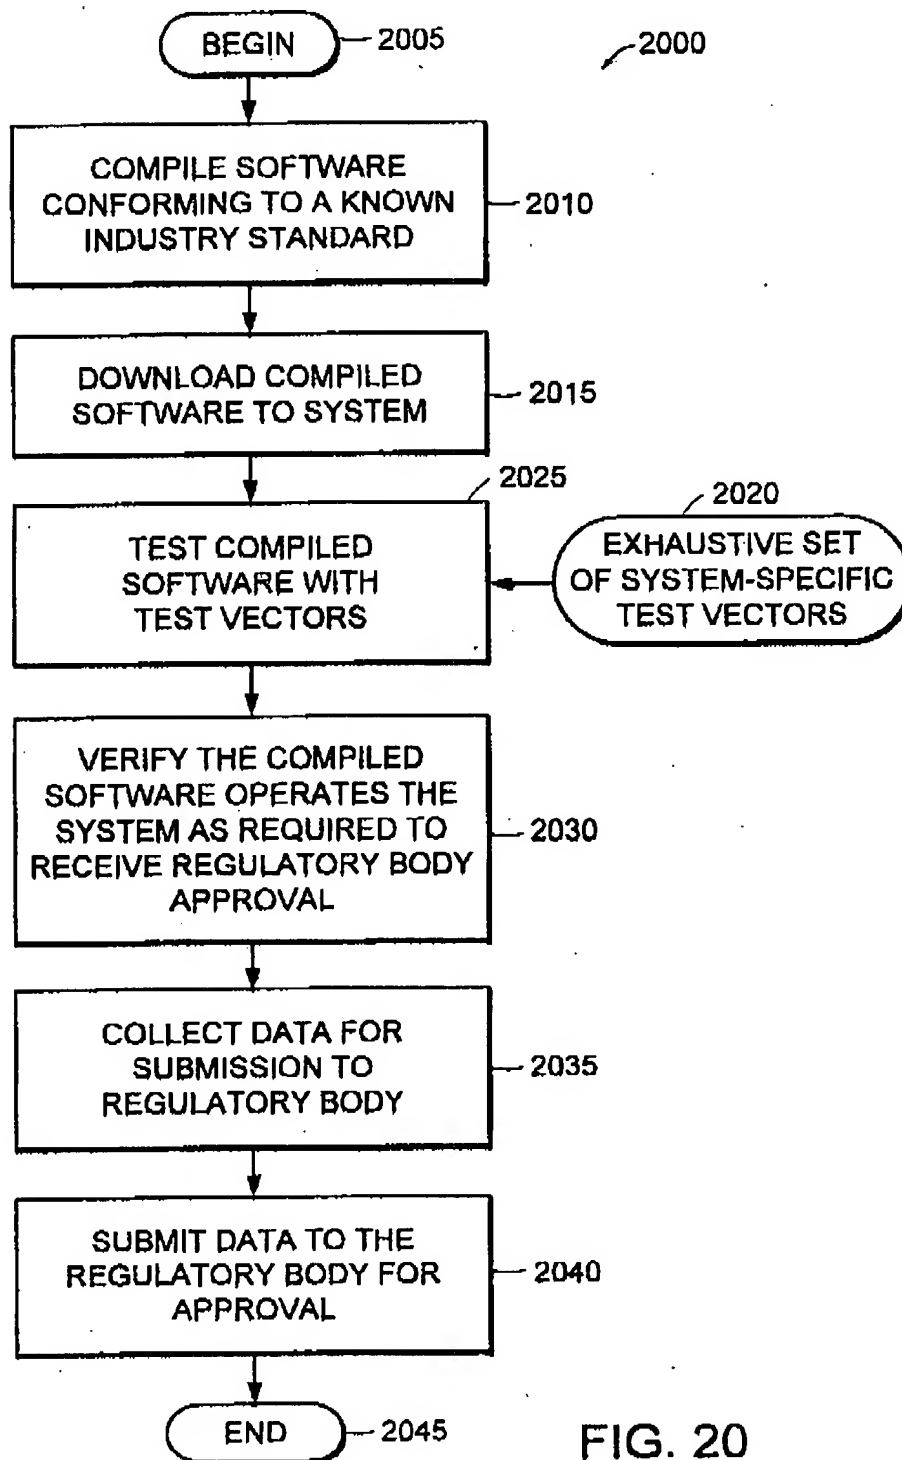 BEGIN
2005
2000
COMPILE SOFTWARE
CONFORMING TO A KNOWN
INDUSTRY STANDARD
2010
DOWNLOAD COMPILED
SOFTWARE TO SYSTEM
2015
2025
TEST COMPILED
SOFTWARE WITH
TEST VECTORS
2020
EXHAUSTIVE SET
OF SYSTEM-SPECIFIC
TEST VECTORS
VERIFY THE COMPILED
SOFTWARE OPERATES THE
SYSTEM AS REQUIRED TO
RECEIVE REGULATORY BODY
APPROVAL
2030
COLLECT DATA FOR
SUBMISSION TO
REGULATORY BODY
2035
SUBMIT DATA TO THE
REGULATORY BODY FOR
APPROVAL
2040
END
2045
FIG. 20